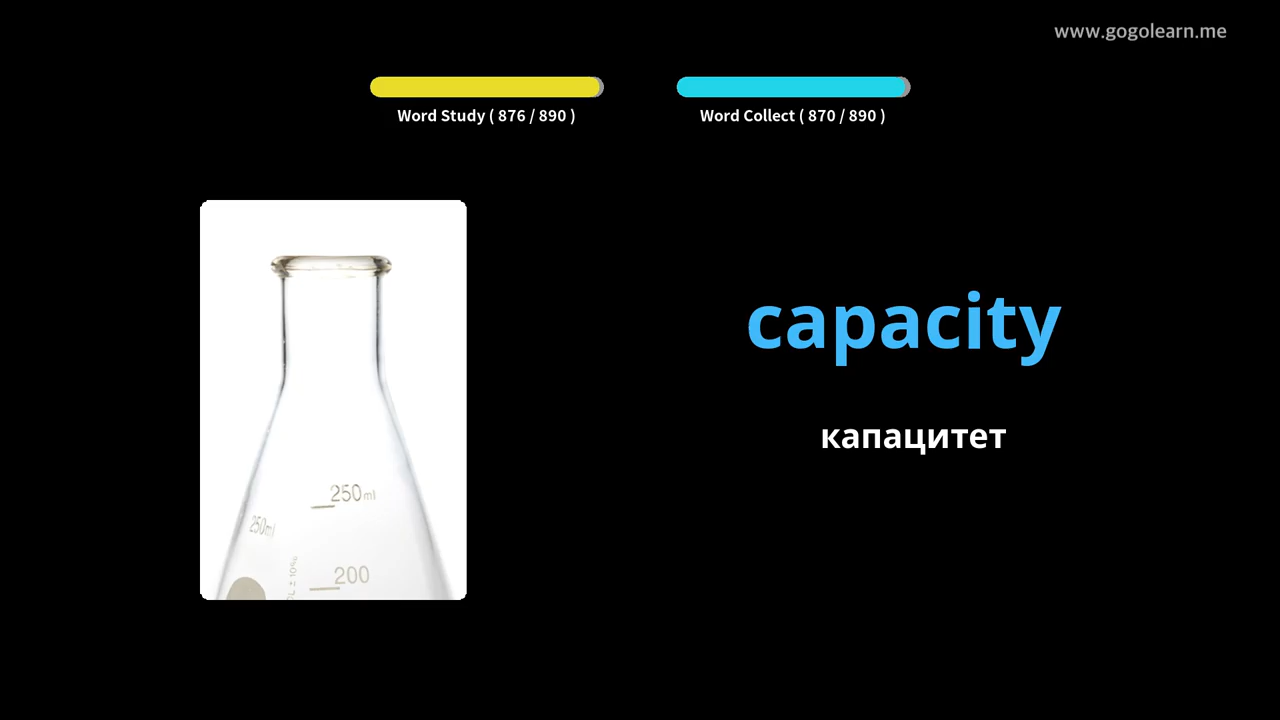 www.gogolearn.me
Word Study ( 876 / 890 )
Word Collect ( 870 / 890 )
capacity
капацитет
250ml
250ml
200